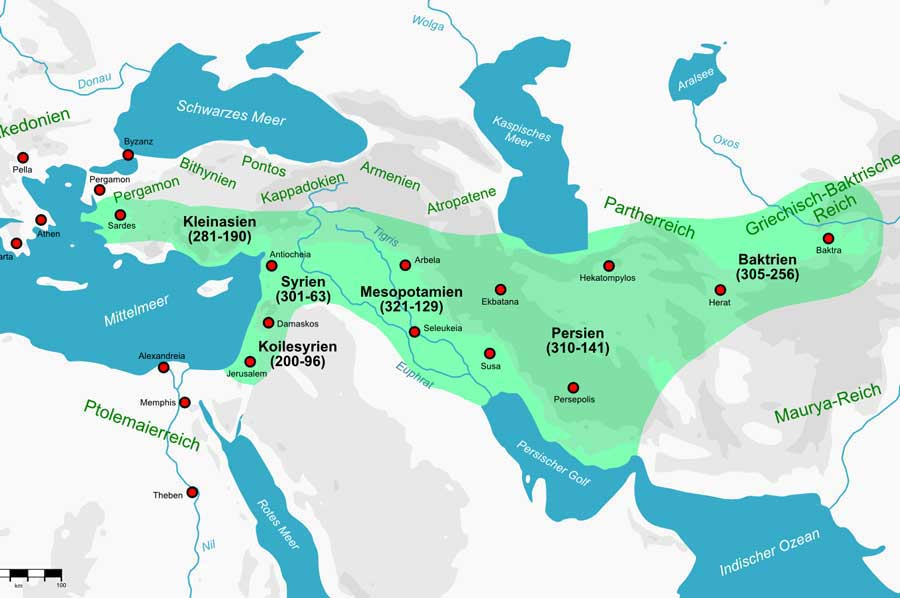 Wolga
Donau
Aralsee
Schwarzes Meer
Kaspisches
Meer
Oxos
kedonien
Byzanz
Pella
Pergamon
Pergamon
Bithynien
Pontos
Kappadokien
Armenien
Atropatene
Partherreich
Griechisch-Baktrische
Reich
Athen
arta
Sardes
Kleinasien
(281-190)
Tigris
Baktra
Antiocheia
Arbela
Hekatompylos
Baktrien
(305-256)
Syrien
(301-63)
Mesopotamien
(321-129)
Ekbatana
Herat
Mittelmeer
Damaskos
Seleukeia
Persien
(310-141)
Koilesyrien
(200-96)
Alexandreia
Jerusalem
Euphrat
Susa
Persepolis
Memphis
Ptolemaierreich
Maurya-Reich
Persischer Golf
Theben
Rotes Meer
Nil
Indischer Ozean
km
100